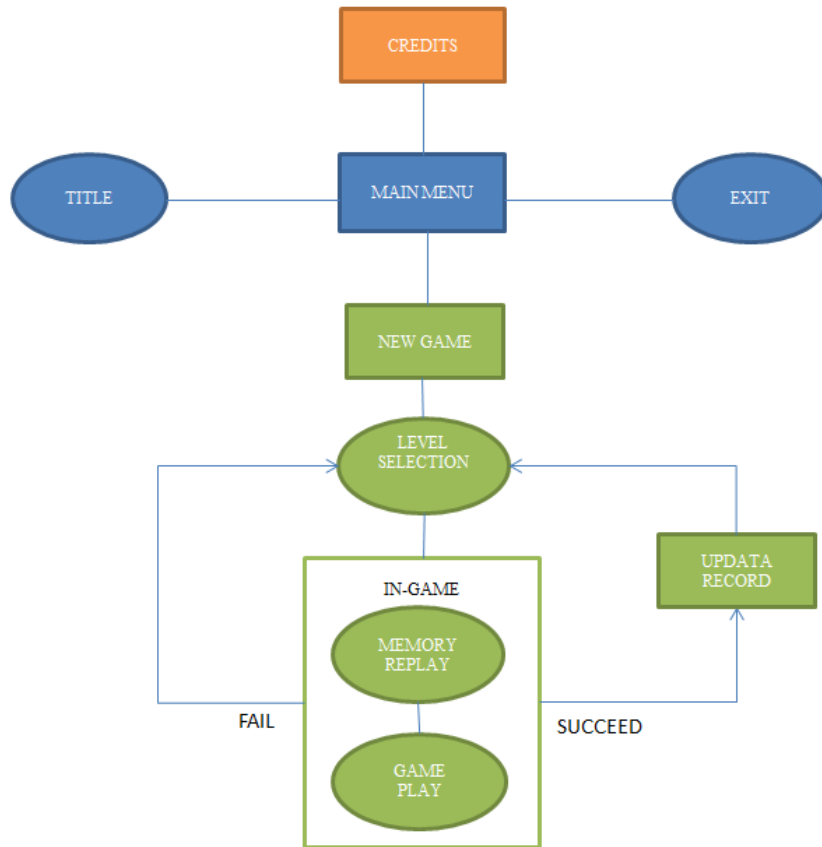 CREDITS
TITLE
MAIN MENU
EXIT
NEW GAME
LEVEL
SELECTION
UPDATA
RECORD
IN-GAME
MEMORY
REPLAY
FAIL
SUCCEED
GAME
PLAY